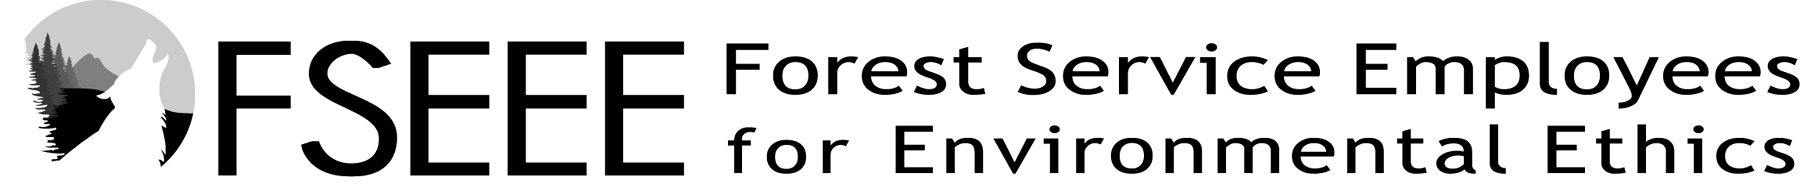 FSEEE
Forest Service Employees
for Environmental Ethics